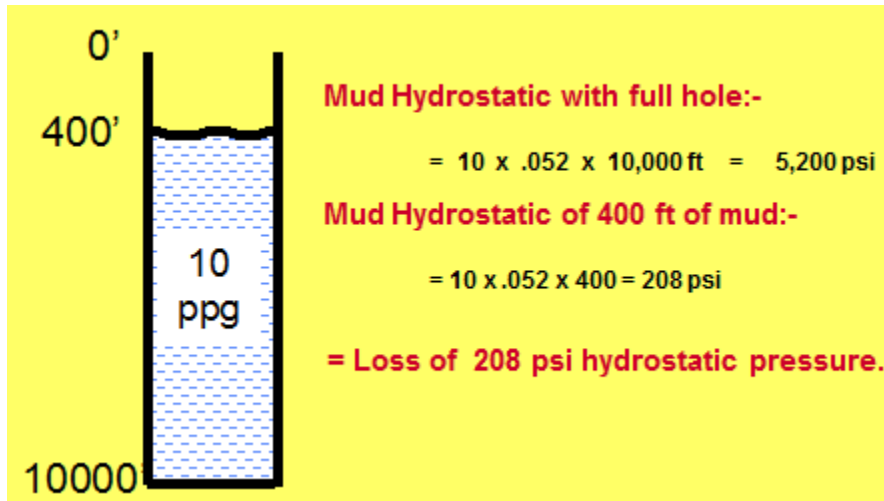 0'
400'
10
ppg
10000'
Mud Hydrostatic with full hole:-
= 10 x .052 x 10,000 ft = 5,200 psi
Mud Hydrostatic of 400 ft of mud:-
= 10 x .052 x 400 = 208 psi
= Loss of 208 psi hydrostatic pressure.